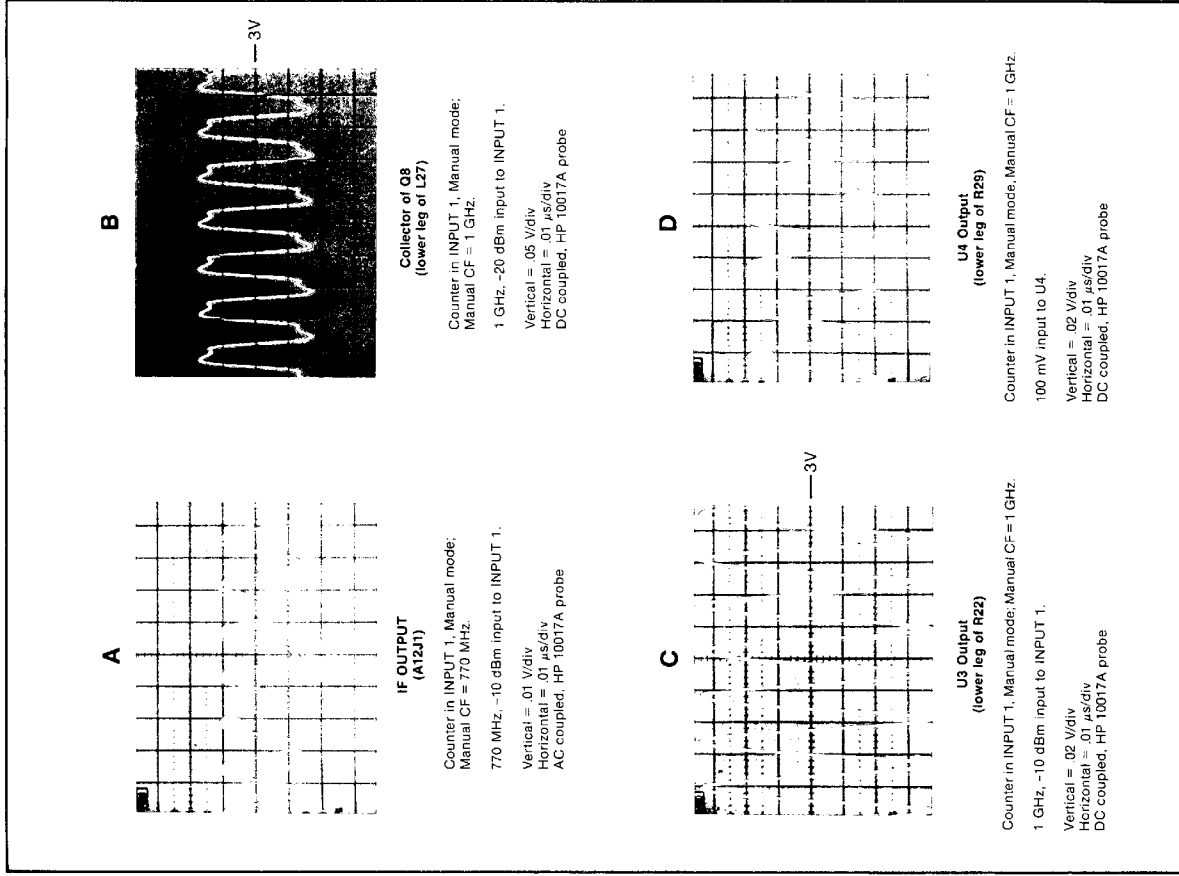 A
IF OUTPUT
(A12J1)
Counter in INPUT 1, Manual mode;
Manual CF = 770 MHz.
770 MHz, -10 dBm input to INPUT 1.
Vertical = .01 V/div
Horizontal = .01 μs/div
AC coupled, HP 10017A probe
B
3V
Collector of Q8
(lower leg of L27)
Counter in INPUT 1, Manual mode;
Manual CF = 1 GHz.
1 GHz, -20 dBm input to INPUT 1.
Vertical = .05 V/div
Horizontal = .01 μs/div
DC coupled, HP 10017A probe
C
3V
U3 Output
(lower leg of R22)
Counter in INPUT 1, Manual mode; Manual CF = 1 GHz.
1 GHz, -10 dBm input to INPUT 1.
Vertical = .02 V/div
Horizontal = .01 μs/div
DC coupled, HP 10017A probe
D
U4 Output
(lower leg of R29)
Counter in INPUT 1, Manual mode, Manual CF = 1 GHz.
100 mV input to U4.
Vertical = .02 V/div
Horizontal = .01 μs/div
DC coupled, HP 10017A probe